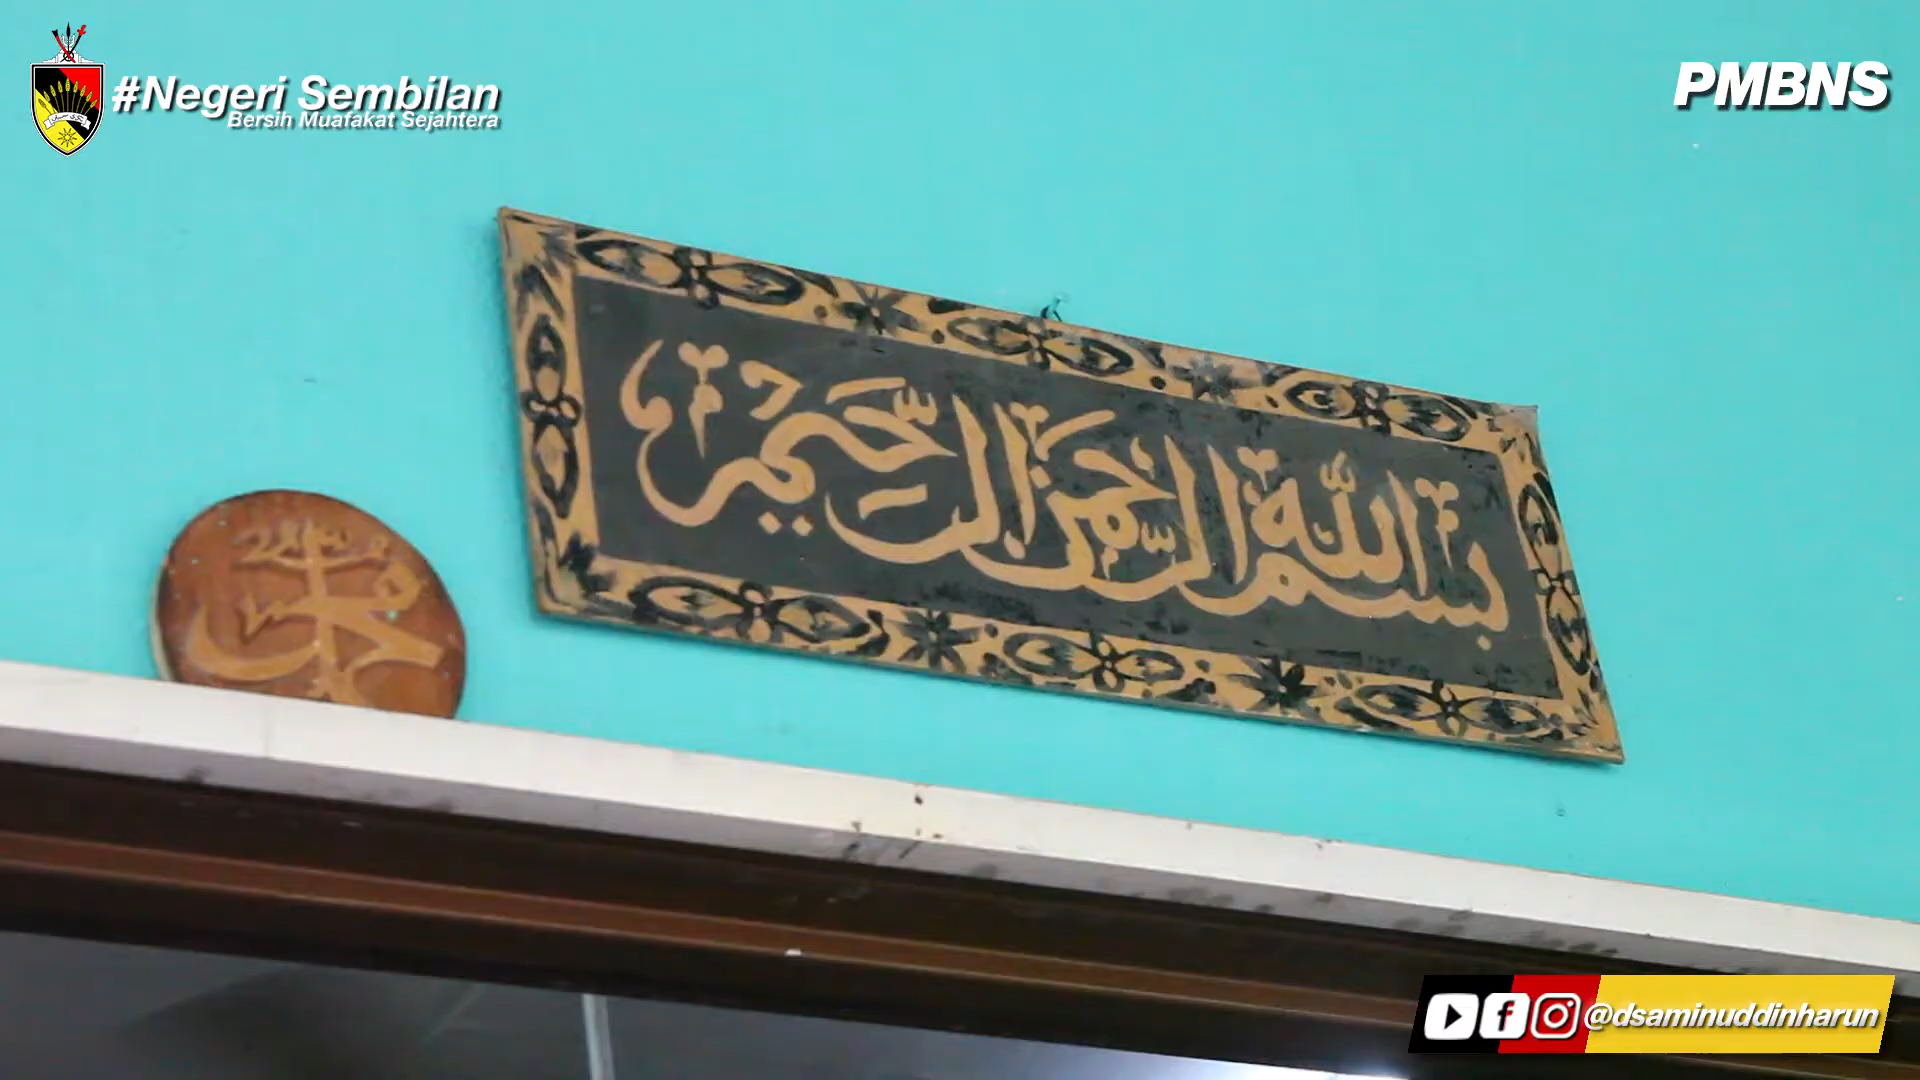 #Negeri Sembilan
Bersih Muafakat Sejahtera
PMBNS
بسم الله الرحمن الرحيم
محمد
@dsaminuddinharun